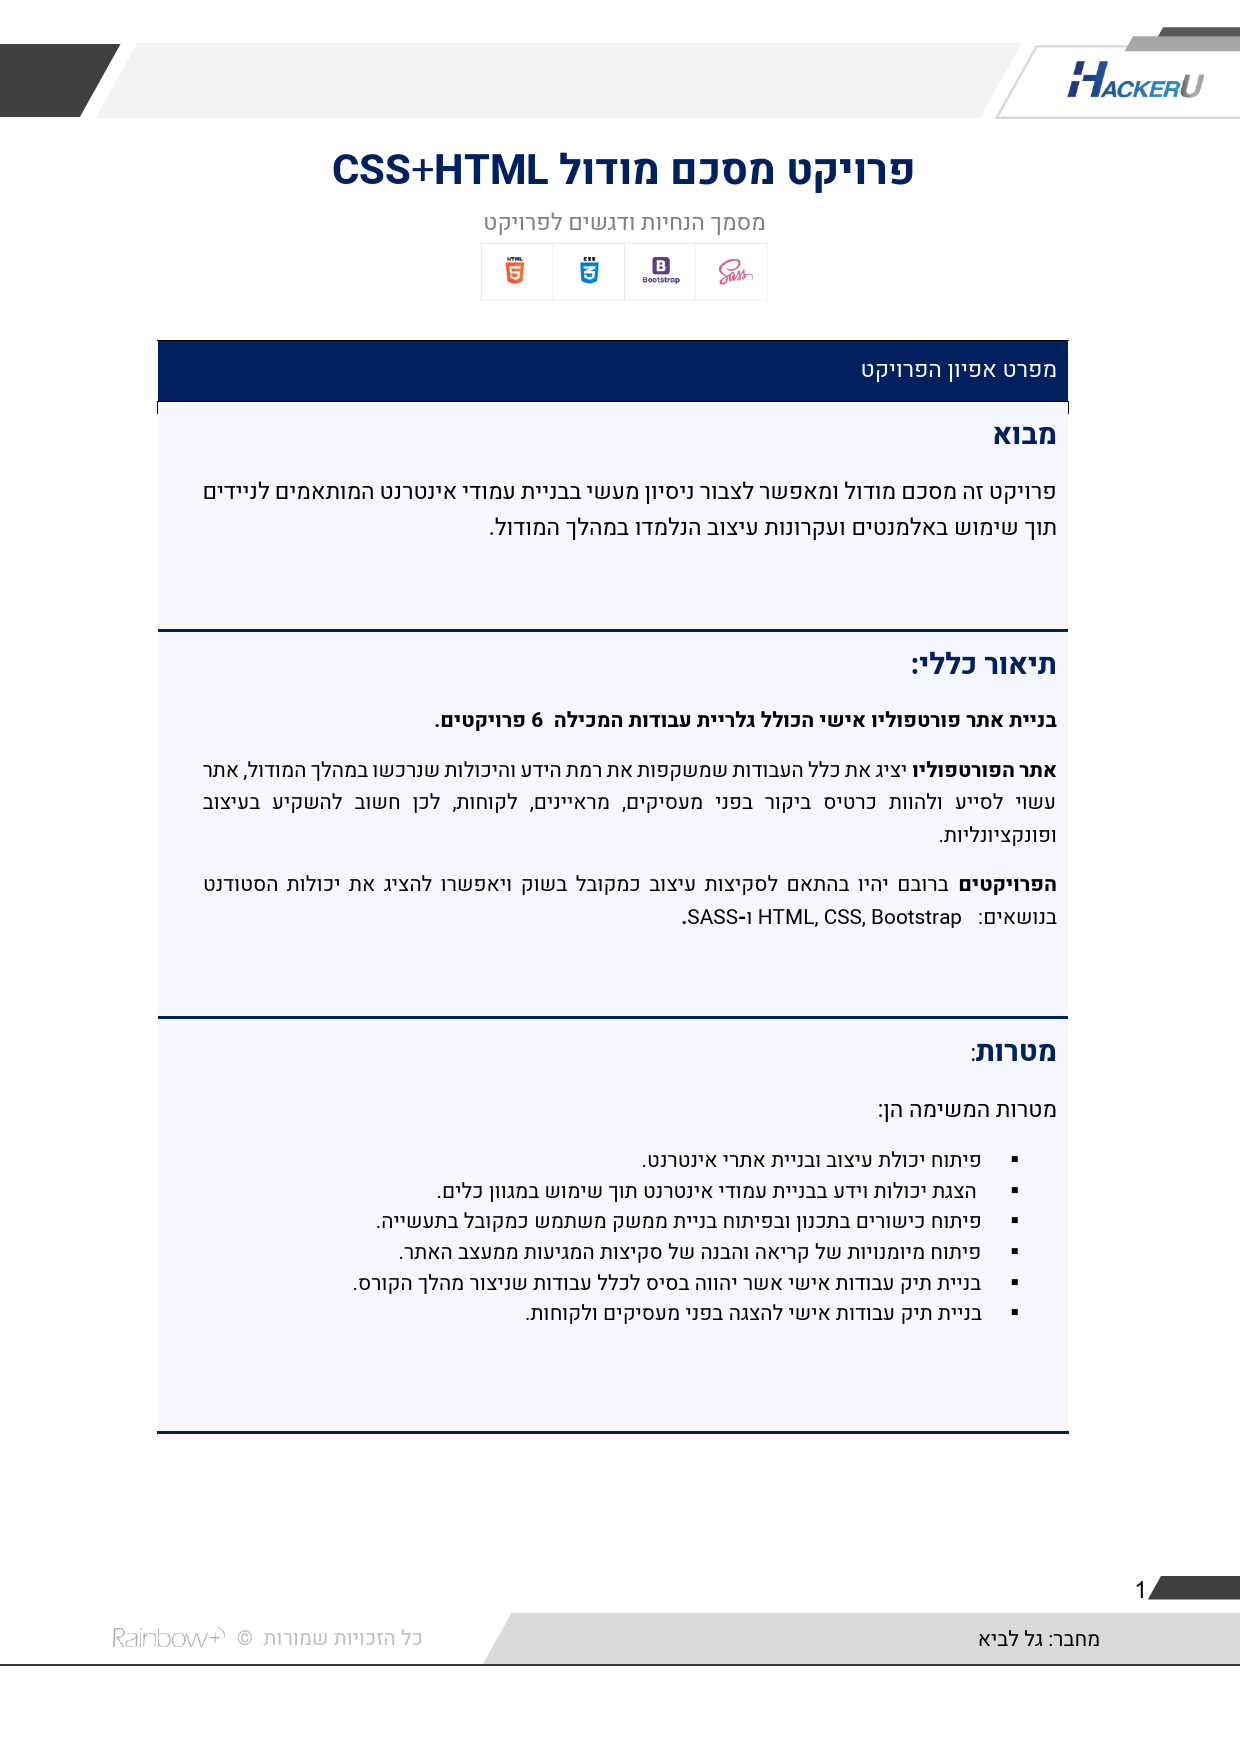 HACKERU
פרויקט מסכם מודול CSS+HTML
מסמך הנחיות ודגשים לפרויקט
HTML 5
CSS 3
B Bootstrap
Sass
מפרט אפיון הפרויקט
מבוא
פרויקט זה מסכם מודול ומאפשר לצבור ניסיון מעשי בבניית עמודי אינטרנט המותאמים לניידים
תוך שימוש באלמנטים ועקרונות עיצוב הנלמדו במהלך המודול.
תיאור כללי:
בניית אתר פורטפוליו אישי הכולל גלריית עבודות המכילה 6 פרויקטים.
אתר הפורטפוליו יציג את כלל העבודות שמשקפות את רמת הידע והיכולות שנרכשו במהלך המודול, אתר
עשוי לסייע ולהוות כרטיס ביקור בפני מעסיקים, מראיינים, לקוחות, לכן חשוב להשקיע בעיצוב
ופונקציונליות.
הפרויקטים ברובם יהיו בהתאם לסקיצות עיצוב כמקובל בשוק ויאפשרו להציג את יכולות הסטודנט
בנושאים: HTML, CSS, Bootstrap ו-SASS.
מטרות:
מטרות המשימה הן:
▪ פיתוח יכולת עיצוב ובניית אתרי אינטרנט.
▪ הצגת יכולות וידע בבניית עמודי אינטרנט תוך שימוש במגוון כלים.
▪ פיתוח כישורים בתכנון ובפיתוח בניית ממשק משתמש כמקובל בתעשייה.
▪ פיתוח מיומנויות של קריאה והבנה של סקיצות המגיעות ממעצב האתר.
▪ בניית תיק עבודות אישי אשר יהווה בסיס לכלל עבודות שניצור מהלך הקורס.
▪ בניית תיק עבודות אישי להצגה בפני מעסיקים ולקוחות.
1
מחבר: גל לביא
כל הזכויות שמורות © Rainbow+